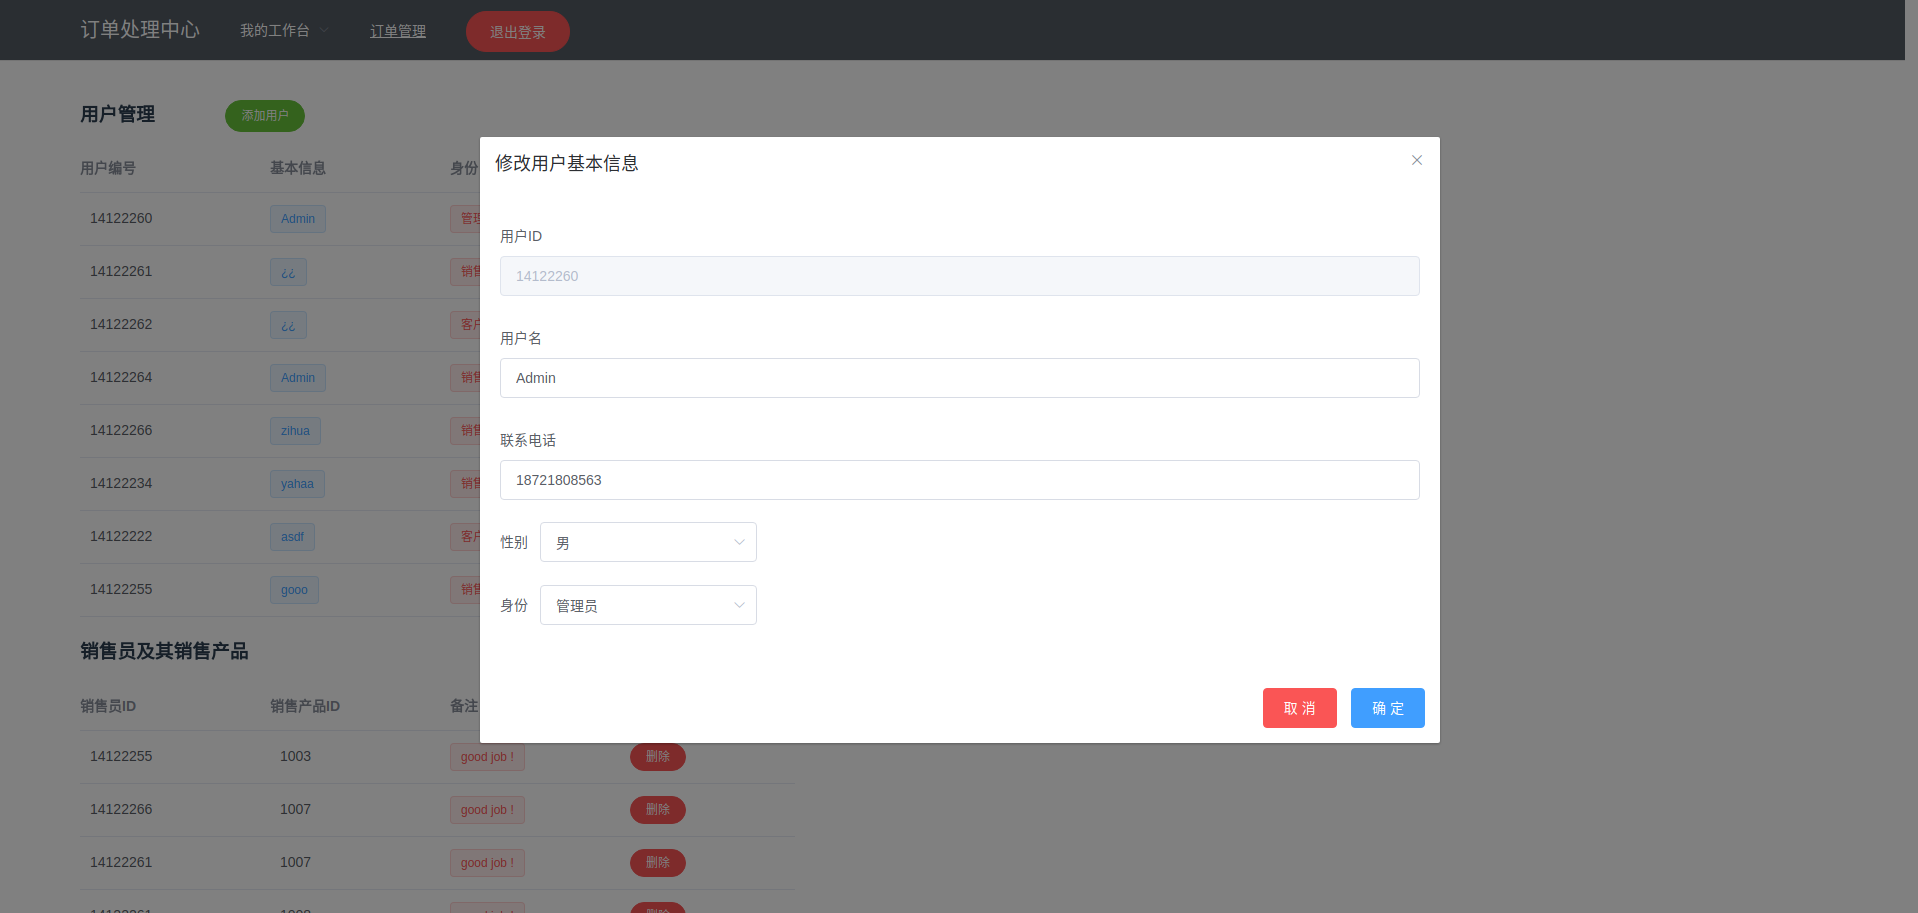 订单处理中心 我的工作台 订单管理 退出登录
用户管理 添加用户
用户编号 基本信息 身份
14122260 Admin 管理
14122261 ¿¿ 销售
14122262 ¿¿ 客户
14122264 Admin 销售
14122266 zihua 销售
14122234 yahaa 销售
14122222 asdf 客户
14122255 gooo 销售
销售员及其销售产品
销售员ID 销售产品ID 备注
14122255 1003 good job ! 删除
14122266 1007 good job ! 删除
14122261 1007 good job ! 删除
修改用户基本信息
用户ID
14122260
用户名
Admin
联系电话
18721808563
性别 男
身份 管理员
取 消 确 定